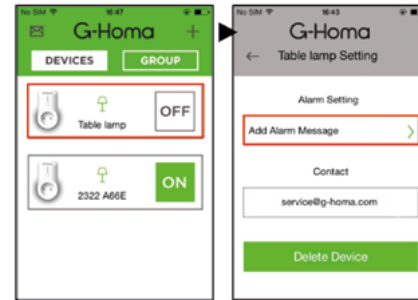 No SIM 16:47
G-Homa
DEVICES GROUP
Table lamp OFF
2322 A66E ON
No SIM 16:43
G-Homa
Table lamp Setting
Alarm Setting
Add Alarm Message
Contact
service@g-homa.com
Delete Device